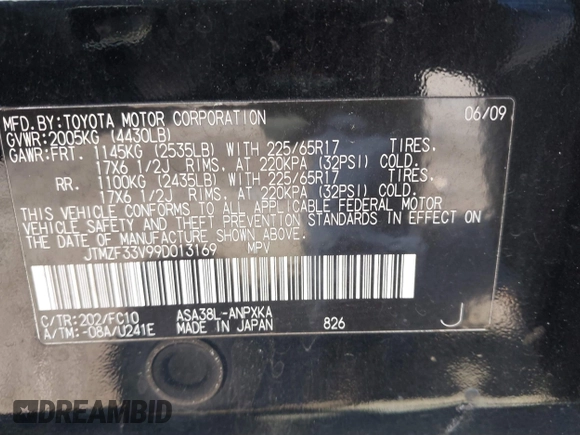 MFD.BY:TOYOTA MOTOR CORPORATION 06/09
GVWR:2005KG (4430LB)
GAWR:FRT. 1145KG (2535LB) WITH 225/65R17 TIRES.
17X6 1/2J RIMS. AT 220KPA (32PSI) COLD.
RR. 1100KG (2435LB) WITH 225/65R17 TIRES.
17X6 1/2J RIMS. AT 220KPA (32PSI) COLD.
THIS VEHICLE CONFORMS TO ALL APPLICABLE FEDERAL MOTOR
VEHICLE SAFETY AND THEFT PREVENTION STANDARDS IN EFFECT ON
THE DATE OF MANUFACTURE SHOWN ABOVE.
JTMZF33V99D013169 MPV
C/TR:202/FC10 ASA38L-ANPXKA
A/TM:-08A/U241E MADE IN JAPAN 826 J
DREAMBID